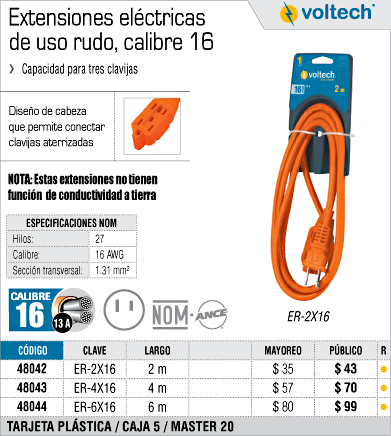 Extensiones eléctricas
de uso rudo, calibre 16
voltech®
› Capacidad para tres clavijas
Diseño de cabeza
que permite conectar
clavijas aterrizadas
NOTA: Estas extensiones no tienen
función de conductividad a tierra
ESPECIFICACIONES NOM
Hilos: 27
Calibre: 16 AWG
Sección transversal: 1.31 mm²
voltech
16
2 m
CALIBRE
16
13 A
NOM-ANCE
ER-2X16
CÓDIGO CLAVE LARGO MAYOREO PÚBLICO R
48042 ER-2X16 2 m $ 35 $ 43
48043 ER-4X16 4 m $ 57 $ 70
48044 ER-6X16 6 m $ 80 $ 99
TARJETA PLÁSTICA / CAJA 5 / MASTER 20